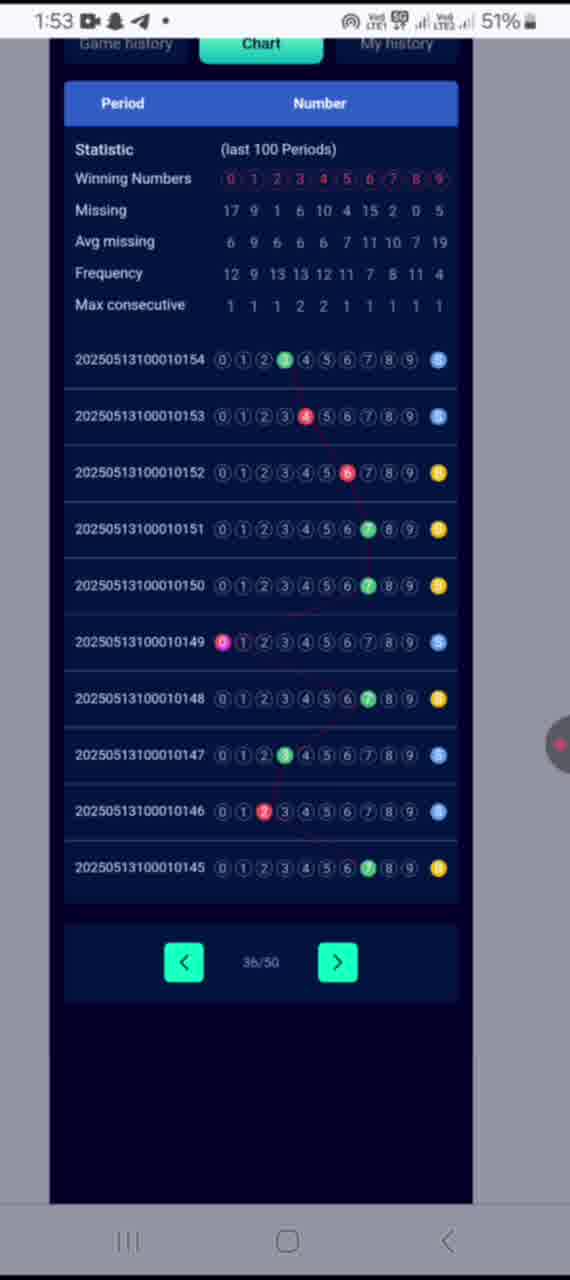 1:53 51%
Game history Chart My history
Period Number
Statistic (last 100 Periods)
Winning Numbers 0 1 2 3 4 5 6 7 8 9
Missing 17 9 1 6 10 4 15 2 0 5
Avg missing 6 9 6 6 6 7 11 10 7 19
Frequency 12 9 13 13 12 11 7 8 11 4
Max consecutive 1 1 1 2 2 1 1 1 1 1
20250513100010154 0 1 2 3 4 5 6 7 8 9 S
20250513100010153 0 1 2 3 4 5 6 7 8 9 S
20250513100010152 0 1 2 3 4 5 6 7 8 9 B
20250513100010151 0 1 2 3 4 5 6 7 8 9 B
20250513100010150 0 1 2 3 4 5 6 7 8 9 B
20250513100010149 0 1 2 3 4 5 6 7 8 9 S
20250513100010148 0 1 2 3 4 5 6 7 8 9 B
20250513100010147 0 1 2 3 4 5 6 7 8 9 S
20250513100010146 0 1 2 3 4 5 6 7 8 9 S
20250513100010145 0 1 2 3 4 5 6 7 8 9 B
36/50